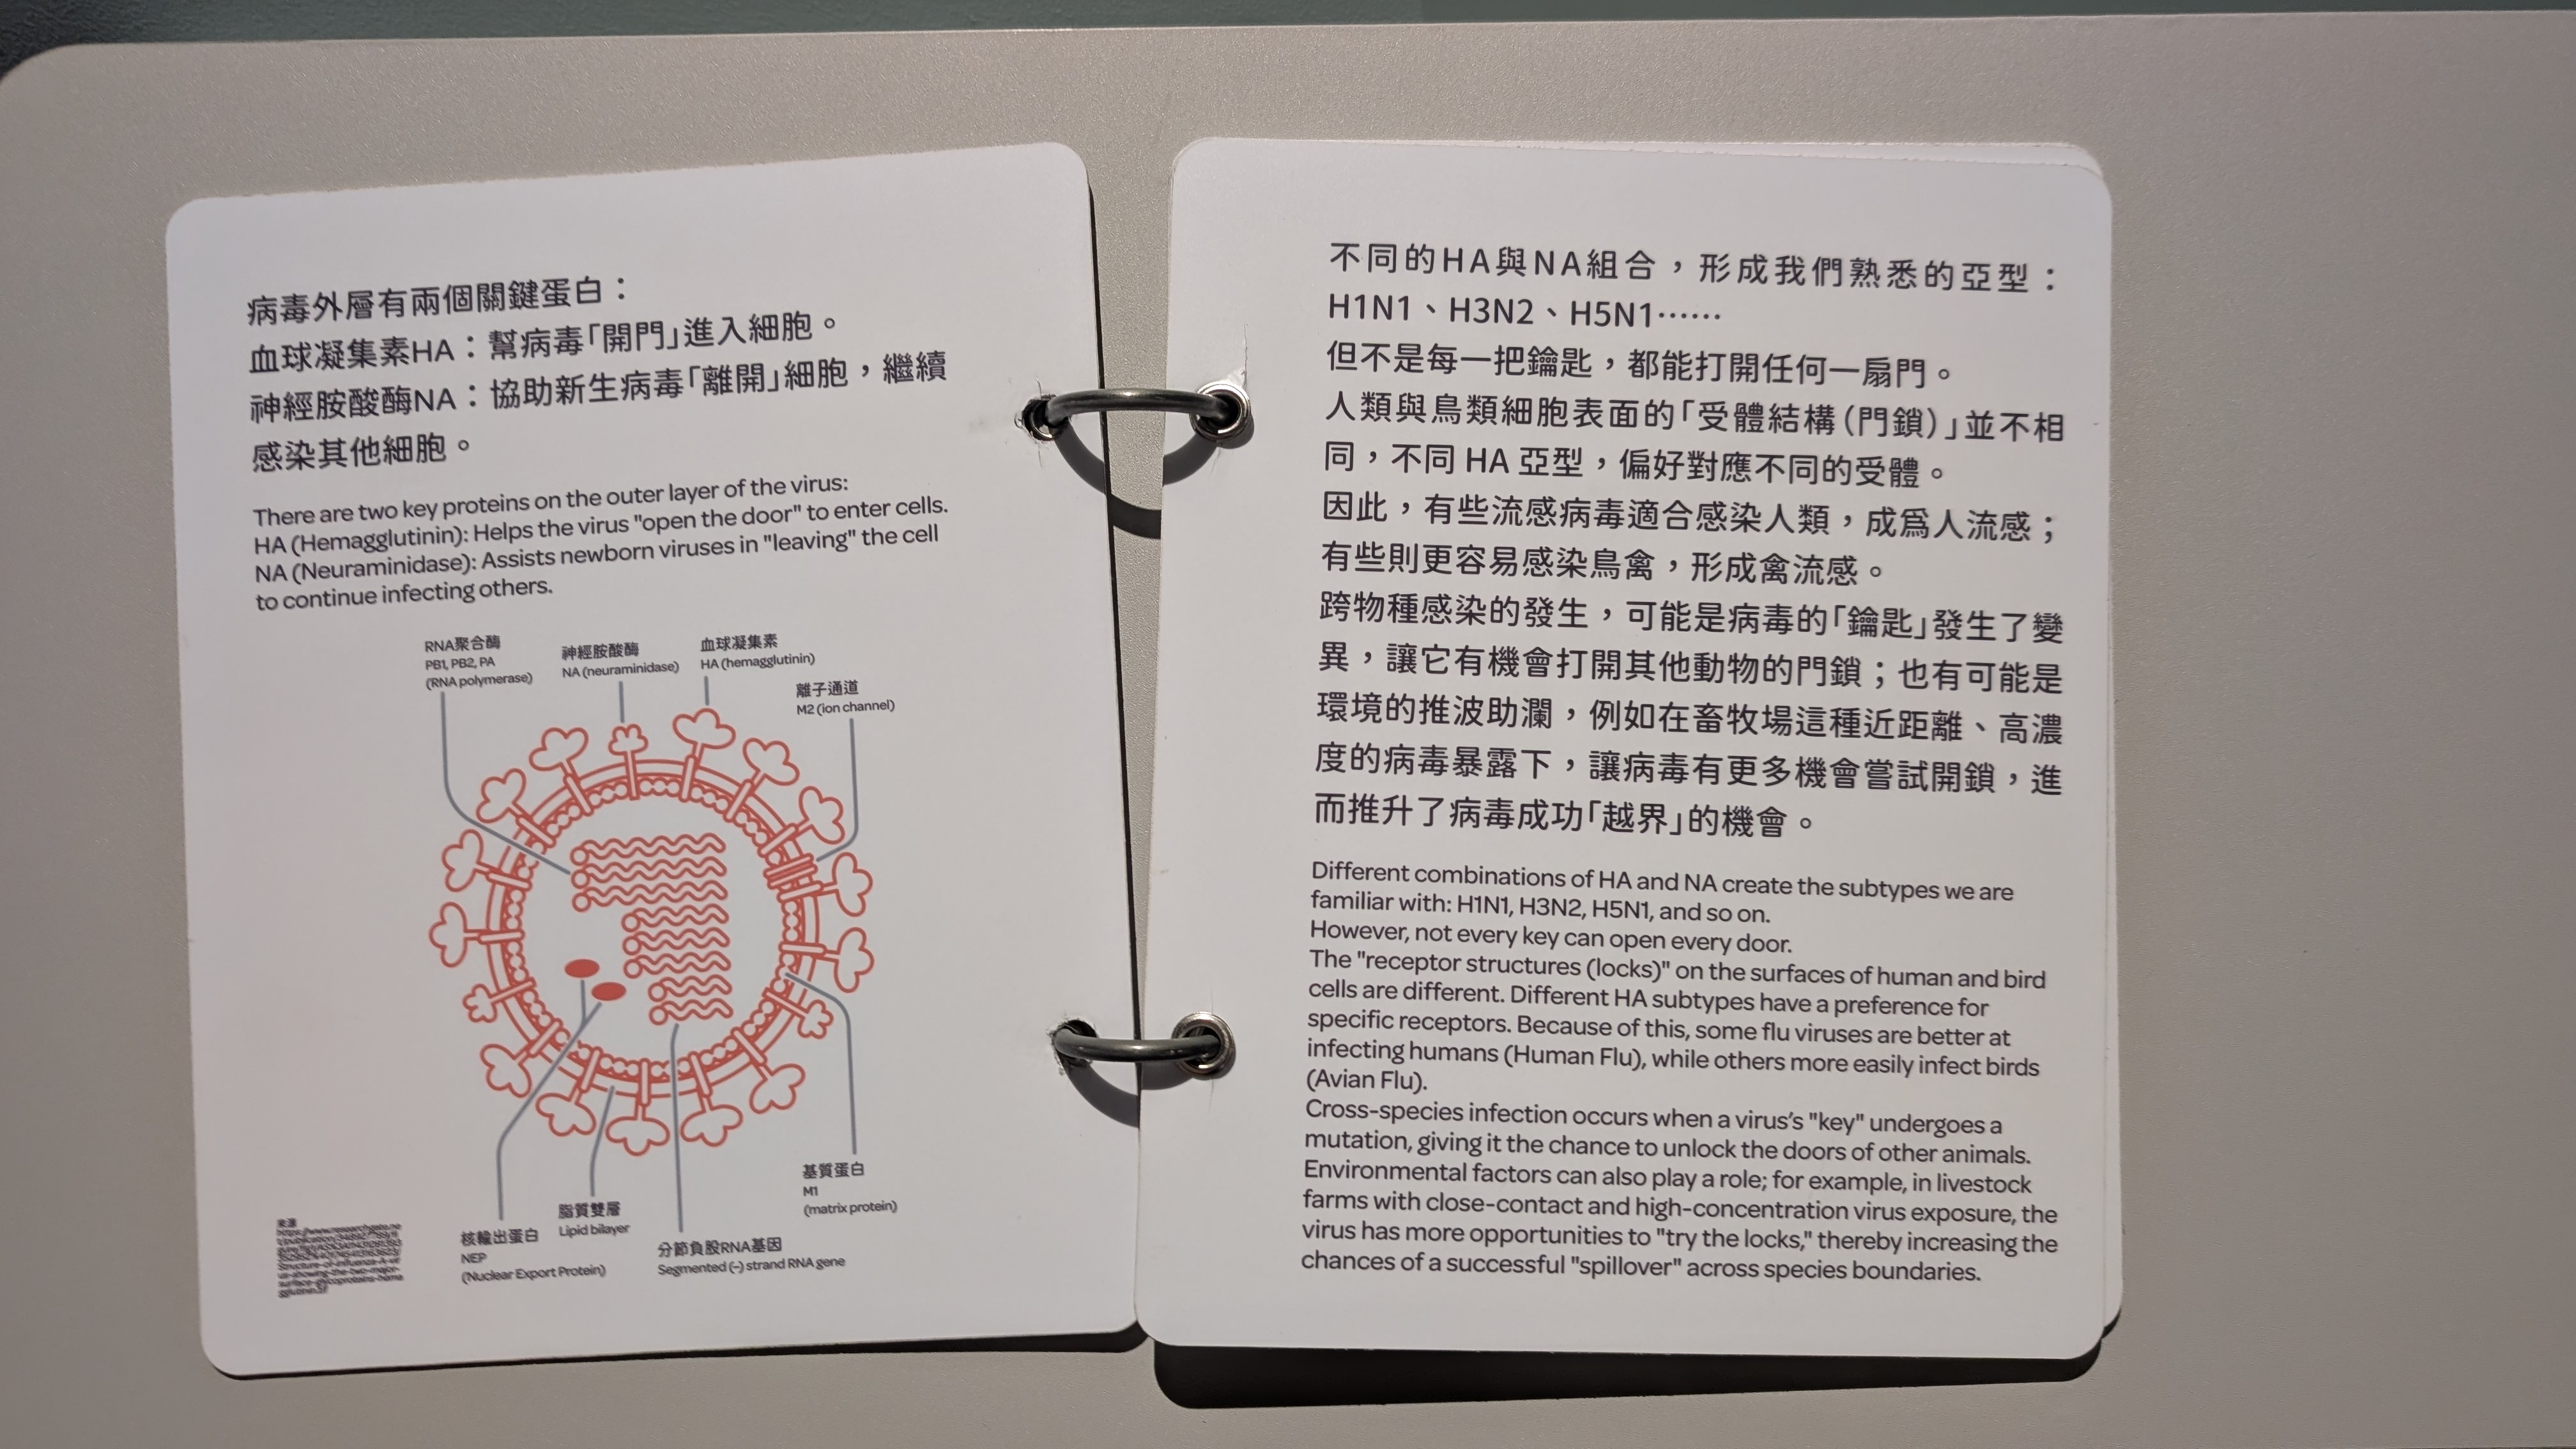 病毒外層有兩個關鍵蛋白：
血球凝集素HA：幫病毒「開門」進入細胞。
神經胺酸酶NA：協助新生病毒「離開」細胞，繼續
感染其他細胞。
There are two key proteins on the outer layer of the virus:
HA (Hemagglutinin): Helps the virus "open the door" to enter cells.
NA (Neuraminidase): Assists newborn viruses in "leaving" the cell
to continue infecting others.
RNA聚合酶
PB1, PB2, PA
(RNA polymerase)
神經胺酸酶
NA (neuraminidase)
血球凝集素
HA (hemagglutinin)
離子通道
M2 (ion channel)
基質蛋白
M1
(matrix protein)
核輸出蛋白
NEP
(Nuclear Export Protein)
脂質雙層
Lipid bilayer
分節負股RNA基因
Segmented (-) strand RNA gene
來源
Structure-of-influenza-A-vir
us-showing-the-two-major-
surface-glycoproteins-hema
不同的HA與NA組合，形成我們熟悉的亞型：
H1N1、H3N2、H5N1……
但不是每一把鑰匙，都能打開任何一扇門。
人類與鳥類細胞表面的「受體結構（門鎖）」並不相
同，不同 HA 亞型，偏好對應不同的受體。
因此，有些流感病毒適合感染人類，成為人流感；
有些則更容易感染鳥禽，形成禽流感。
跨物種感染的發生，可能是病毒的「鑰匙」發生了變
異，讓它有機會打開其他動物的門鎖；也有可能是
環境的推波助瀾，例如在畜牧場這種近距離、高濃
度的病毒暴露下，讓病毒有更多機會嘗試開鎖，進
而推升了病毒成功「越界」的機會。
Different combinations of HA and NA create the subtypes we are
familiar with: H1N1, H3N2, H5N1, and so on.
However, not every key can open every door.
The "receptor structures (locks)" on the surfaces of human and bird
cells are different. Different HA subtypes have a preference for
specific receptors. Because of this, some flu viruses are better at
infecting humans (Human Flu), while others more easily infect birds
(Avian Flu).
Cross-species infection occurs when a virus's "key" undergoes a
mutation, giving it the chance to unlock the doors of other animals.
Environmental factors can also play a role; for example, in livestock
farms with close-contact and high-concentration virus exposure, the
virus has more opportunities to "try the locks," thereby increasing the
chances of a successful "spillover" across species boundaries.